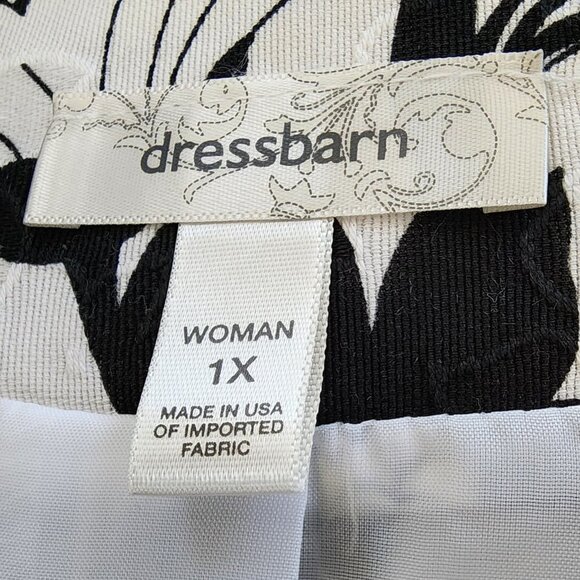 dressbarn
WOMAN
1X
MADE IN USA
OF IMPORTED
FABRIC